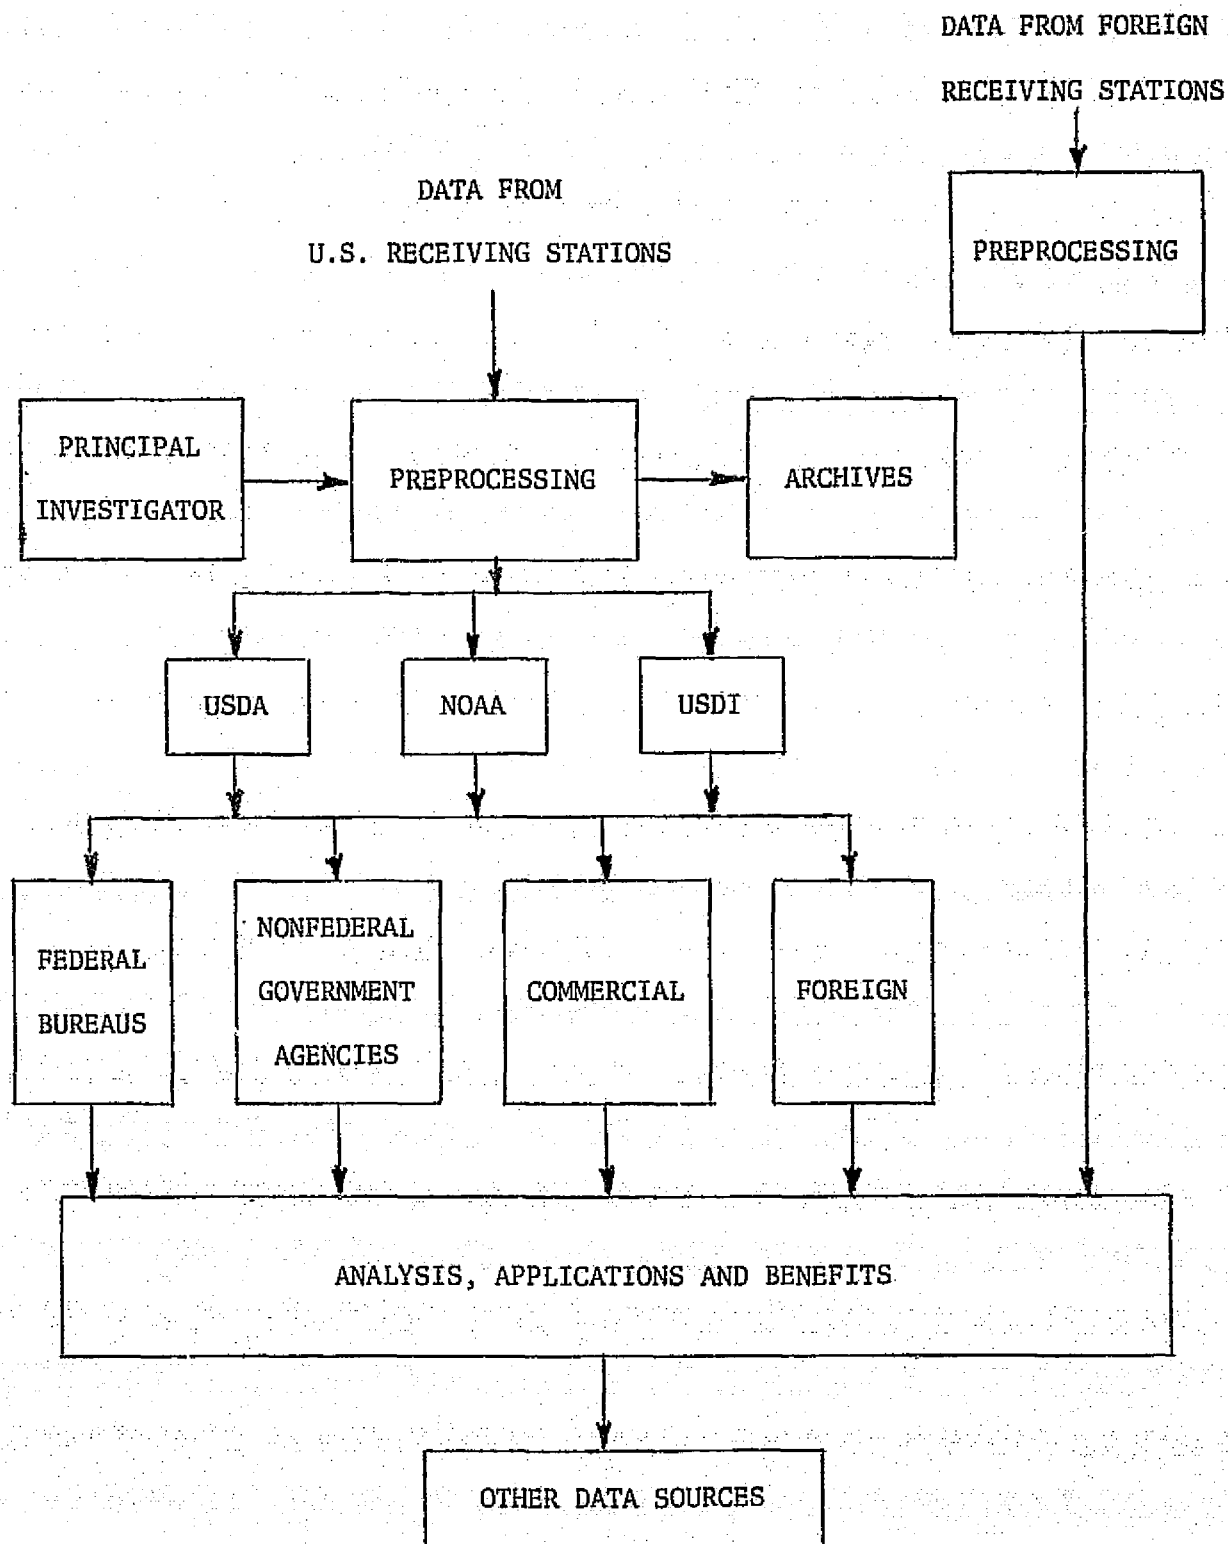 DATA FROM FOREIGN
RECEIVING STATIONS
PREPROCESSING
DATA FROM
U.S. RECEIVING STATIONS
PRINCIPAL
INVESTIGATOR
PREPROCESSING
ARCHIVES
USDA
NOAA
USDI
FEDERAL
BUREAUS
NONFEDERAL
GOVERNMENT
AGENCIES
COMMERCIAL
FOREIGN
ANALYSIS, APPLICATIONS AND BENEFITS
OTHER DATA SOURCES